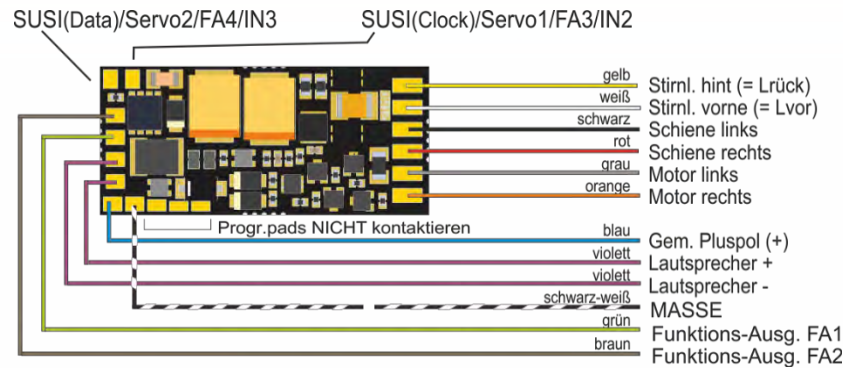 SUSI(Data)/Servo2/FA4/IN3
SUSI(Clock)/Servo1/FA3/IN2
gelb Stirnl. hint (= Lrück)
weiß Stirnl. vorne (= Lvor)
schwarz Schiene links
rot Schiene rechts
grau Motor links
orange Motor rechts
Progr.pads NICHT kontaktieren
blau Gem. Pluspol (+)
violett Lautsprecher +
violett Lautsprecher -
schwarz-weiß MASSE
grün Funktions-Ausg. FA1
braun Funktions-Ausg. FA2